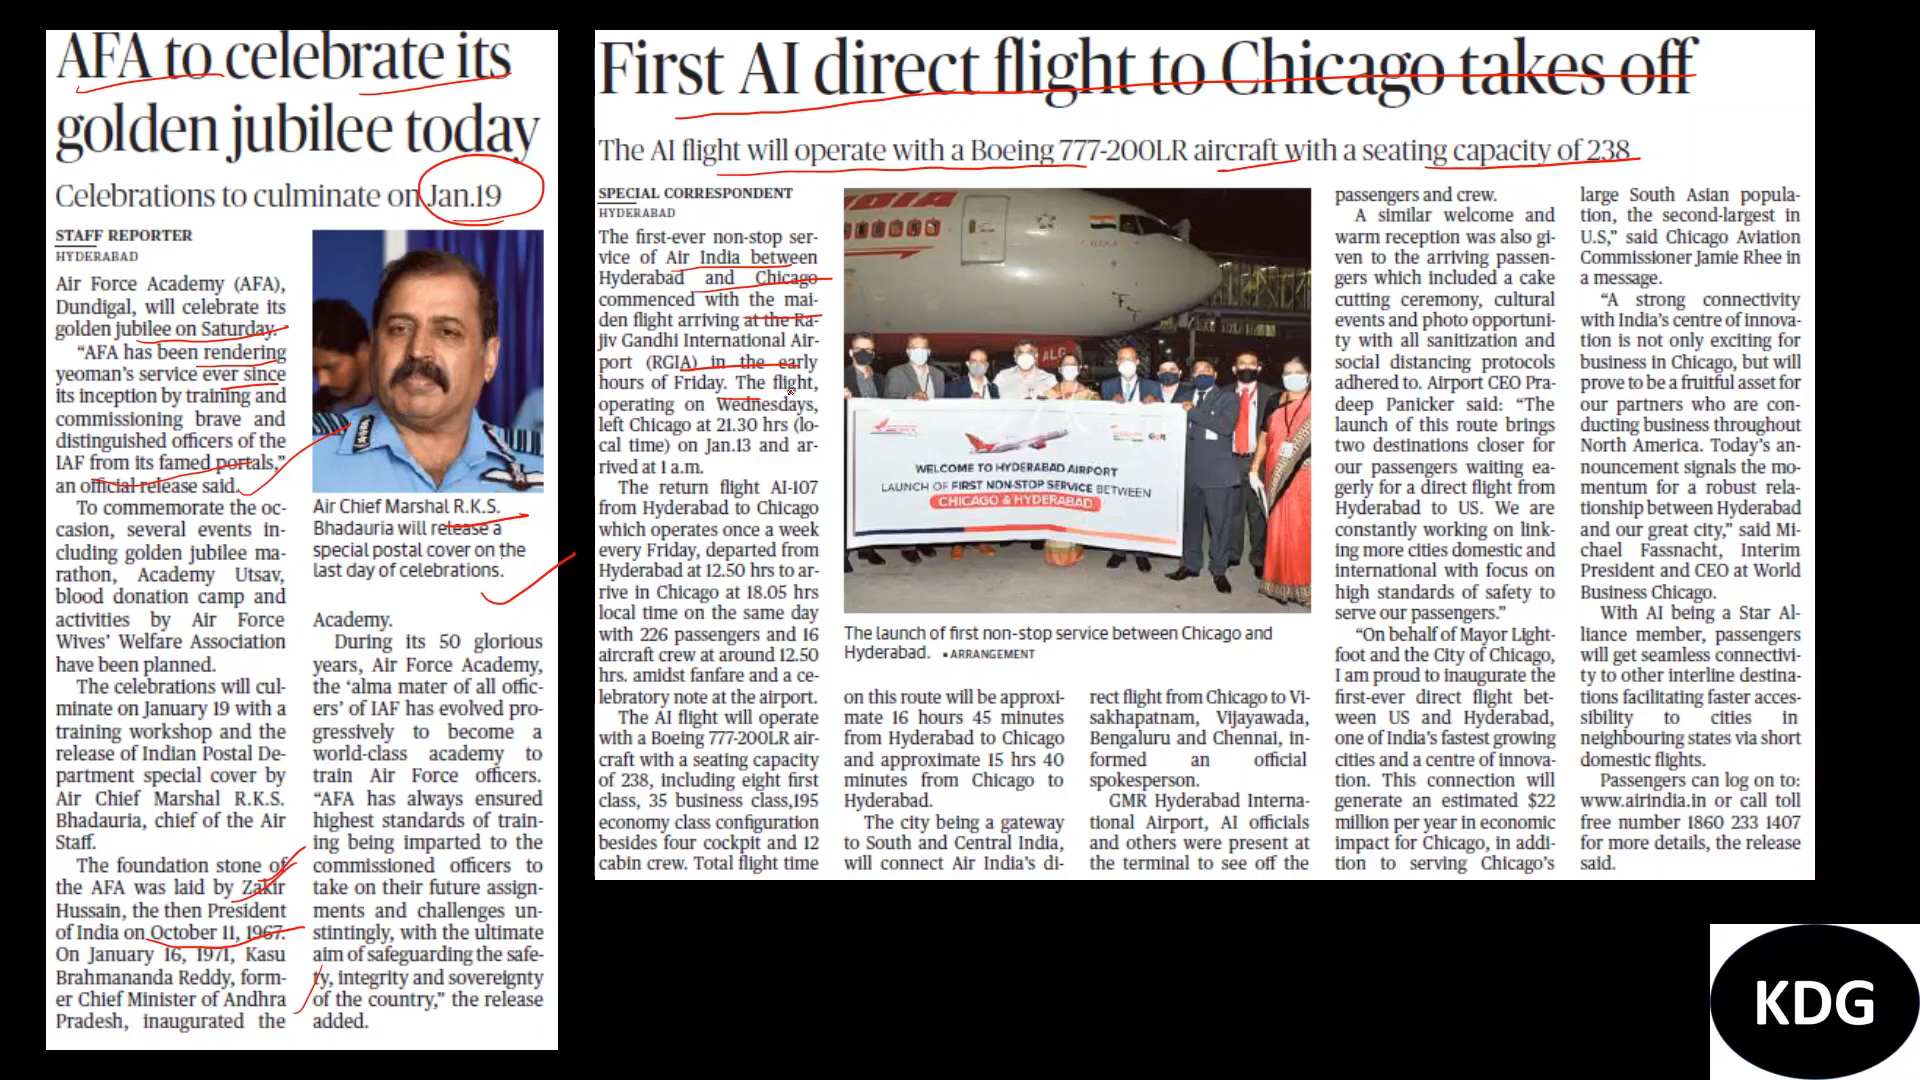 AFA to celebrate its
golden jubilee today
Celebrations to culminate on Jan.19
STAFF REPORTER
HYDERABAD
Air Force Academy (AFA),
Dundigal, will celebrate its
golden jubilee on Saturday.
“AFA has been rendering
yeoman’s service ever since
its inception by training and
commissioning brave and
distinguished officers of the
IAF from its famed portals,”
an official release said.
To commemorate the oc-
casion, several events in-
cluding golden jubilee ma-
rathon, Academy Utsav,
blood donation camp and
activities by Air Force
Wives’ Welfare Association
have been planned.
The celebrations will cul-
minate on January 19 with a
training workshop and the
release of Indian Postal De-
partment special cover by
Air Chief Marshal R.K.S.
Bhadauria, chief of the Air
Staff.
The foundation stone of
the AFA was laid by Zakir
Hussain, the then President
of India on October 11, 1967.
On January 16, 1971, Kasu
Brahmananda Reddy, form-
er Chief Minister of Andhra
Pradesh, inaugurated the
Air Chief Marshal R.K.S.
Bhadauria will release a
special postal cover on the
last day of celebrations.
Academy.
During its 50 glorious
years, Air Force Academy,
the ‘alma mater of all offic-
ers’ of IAF has evolved pro-
gressively to become a
world-class academy to
train Air Force officers.
“AFA has always ensured
highest standards of train-
ing being imparted to the
commissioned officers to
take on their future assign-
ments and challenges un-
stintingly, with the ultimate
aim of safeguarding the safe-
ty, integrity and sovereignty
of the country,” the release
added.
First AI direct flight to Chicago takes off
The AI flight will operate with a Boeing 777-200LR aircraft with a seating capacity of 238
SPECIAL CORRESPONDENT
HYDERABAD
The first-ever non-stop ser-
vice of Air India between
Hyderabad and Chicago
commenced with the mai-
den flight arriving at the Ra-
jiv Gandhi International Air-
port (RGIA) in the early
hours of Friday. The flight,
operating on Wednesdays,
left Chicago at 21.30 hrs (lo-
cal time) on Jan.13 and ar-
rived at 1 a.m.
The return flight AI-107
from Hyderabad to Chicago
which operates once a week
every Friday, departed from
Hyderabad at 12.50 hrs to ar-
rive in Chicago at 18.05 hrs
local time on the same day
with 226 passengers and 16
aircraft crew at around 12.50
hrs. amidst fanfare and a ce-
lebratory note at the airport.
The AI flight will operate
with a Boeing 777-200LR air-
craft with a seating capacity
of 238, including eight first
class, 35 business class,195
economy class configuration
besides four cockpit and 12
cabin crew. Total flight time
WELCOME TO HYDERABAD AIRPORT
LAUNCH OF FIRST NON-STOP SERVICE BETWEEN
CHICAGO & HYDERABAD
The launch of first non-stop service between Chicago and
Hyderabad. ▪ ARRANGEMENT
on this route will be approxi-
mate 16 hours 45 minutes
from Hyderabad to Chicago
and approximate 15 hrs 40
minutes from Chicago to
Hyderabad.
The city being a gateway
to South and Central India,
will connect Air India’s di-
rect flight from Chicago to Vi-
sakhapatnam, Vijayawada,
Bengaluru and Chennai, in-
formed an official
spokesperson.
GMR Hyderabad Interna-
tional Airport, AI officials
and others were present at
the terminal to see off the
passengers and crew.
A similar welcome and
warm reception was also gi-
ven to the arriving passen-
gers which included a cake
cutting ceremony, cultural
events and photo opportuni-
ty with all sanitization and
social distancing protocols
adhered to. Airport CEO Pra-
deep Panicker said: “The
launch of this route brings
two destinations closer for
our passengers waiting ea-
gerly for a direct flight from
Hyderabad to US. We are
constantly working on link-
ing more cities domestic and
international with focus on
high standards of safety to
serve our passengers.”
“On behalf of Mayor Light-
foot and the City of Chicago,
I am proud to inaugurate the
first-ever direct flight bet-
ween US and Hyderabad,
one of India’s fastest growing
cities and a centre of innova-
tion. This connection will
generate an estimated $22
million per year in economic
impact for Chicago, in addi-
tion to serving Chicago’s
large South Asian popula-
tion, the second-largest in
U.S,” said Chicago Aviation
Commissioner Jamie Rhee in
a message.
“A strong connectivity
with India’s centre of innova-
tion is not only exciting for
business in Chicago, but will
prove to be a fruitful asset for
our partners who are con-
ducting business throughout
North America. Today’s an-
nouncement signals the mo-
mentum for a robust rela-
tionship between Hyderabad
and our great city,” said Mi-
chael Fassnacht, Interim
President and CEO at World
Business Chicago.
With AI being a Star Al-
liance member, passengers
will get seamless connectivi-
ty to other interline destina-
tions facilitating faster acces-
sibility to cities in
neighbouring states via short
domestic flights.
Passengers can log on to:
www.airindia.in or call toll
free number 1860 233 1407
for more details, the release
said.
KDG